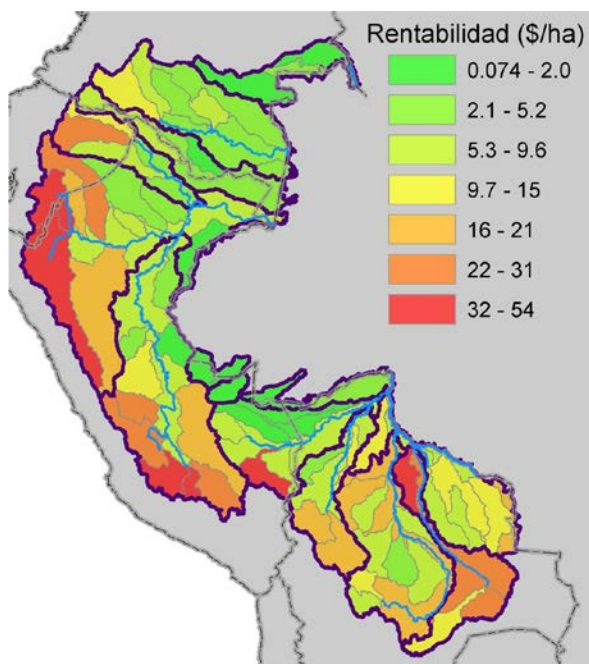 Rentabilidad ($/ha)
0.074 - 2.0
2.1 - 5.2
5.3 - 9.6
9.7 - 15
16 - 21
22 - 31
32 - 54